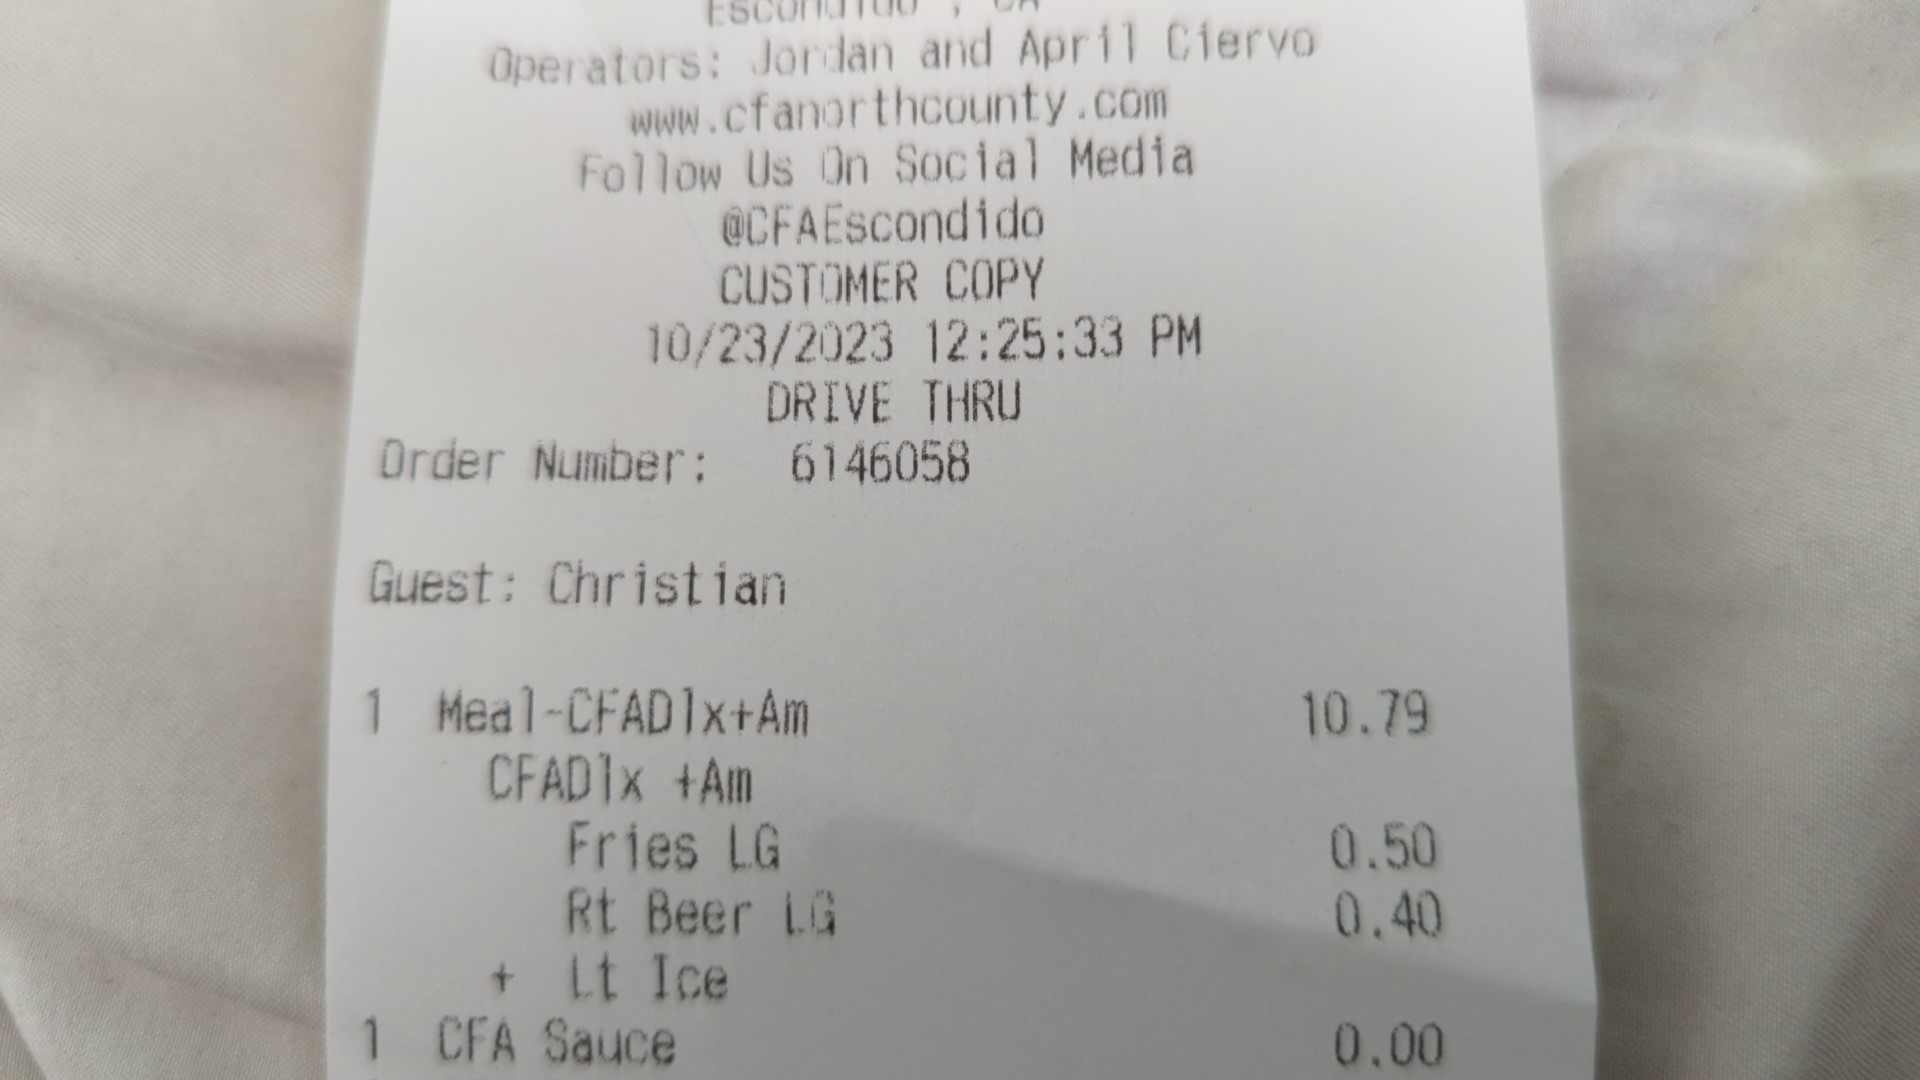 Escondido , CA
Operators: Jordan and April Ciervo
www.cfanorthcounty.com
Follow Us On Social Media
@CFAEscondido
CUSTOMER COPY
10/23/2023 12:25:33 PM
DRIVE THRU
Order Number: 6146058
Guest: Christian
1 Meal-CFADlx+Am 10.79
CFADlx +Am
Fries LG 0.50
Rt Beer LG 0.40
+ Lt Ice
1 CFA Sauce 0.00